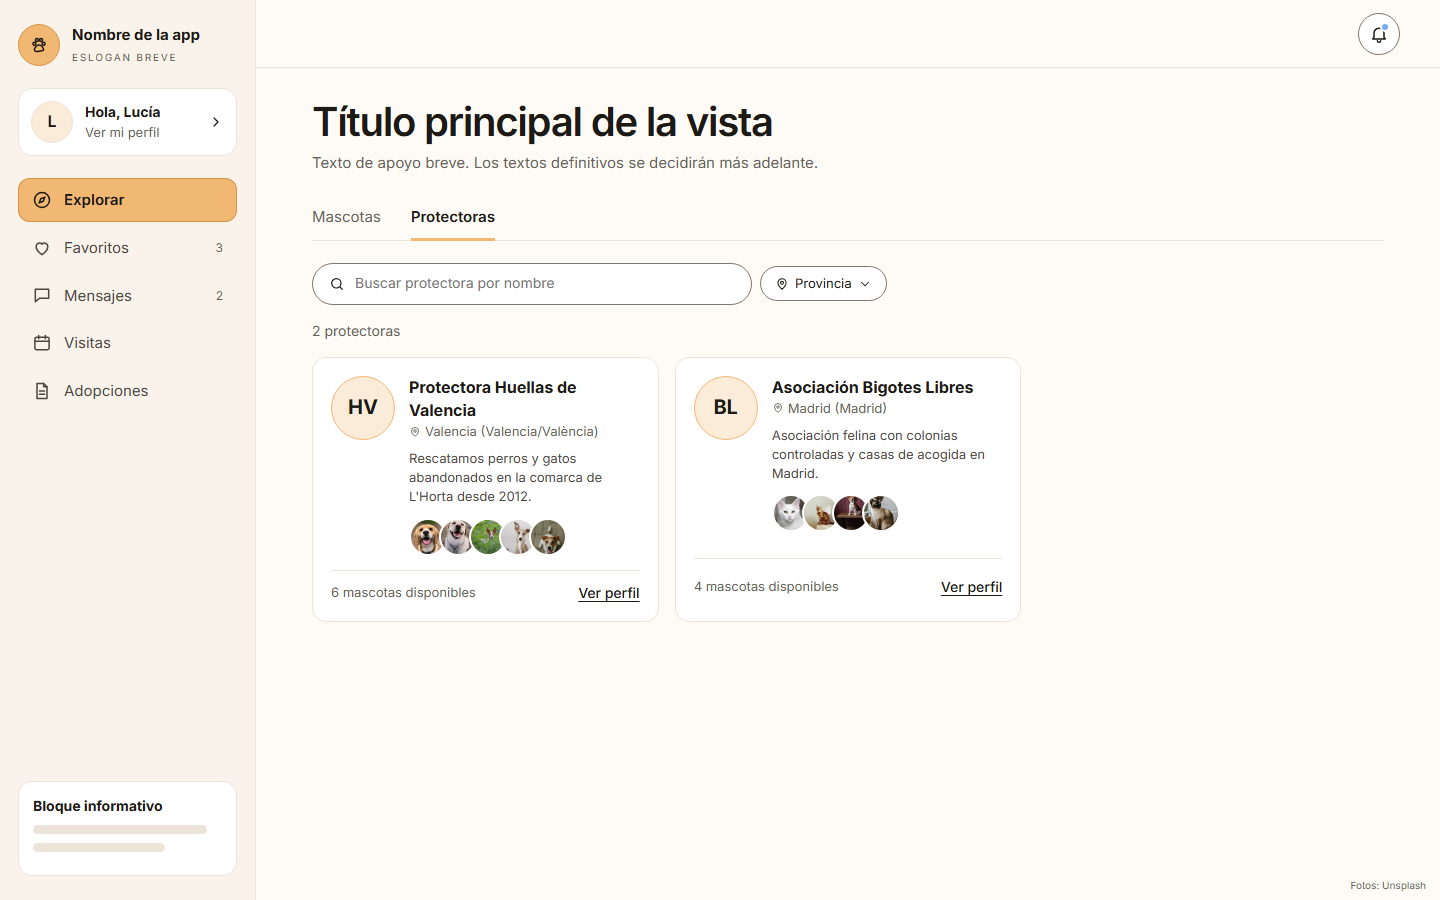 Nombre de la app
ESLOGAN BREVE
L
Hola, Lucía
Ver mi perfil
Explorar
Favoritos 3
Mensajes 2
Visitas
Adopciones
Bloque informativo
Título principal de la vista
Texto de apoyo breve. Los textos definitivos se decidirán más adelante.
Mascotas Protectoras
Buscar protectora por nombre Provincia
2 protectoras
HV
Protectora Huellas de
Valencia
Valencia (Valencia/València)
Rescatamos perros y gatos
abandonados en la comarca de
L'Horta desde 2012.
6 mascotas disponibles Ver perfil
BL
Asociación Bigotes Libres
Madrid (Madrid)
Asociación felina con colonias
controladas y casas de acogida en
Madrid.
4 mascotas disponibles Ver perfil
Fotos: Unsplash